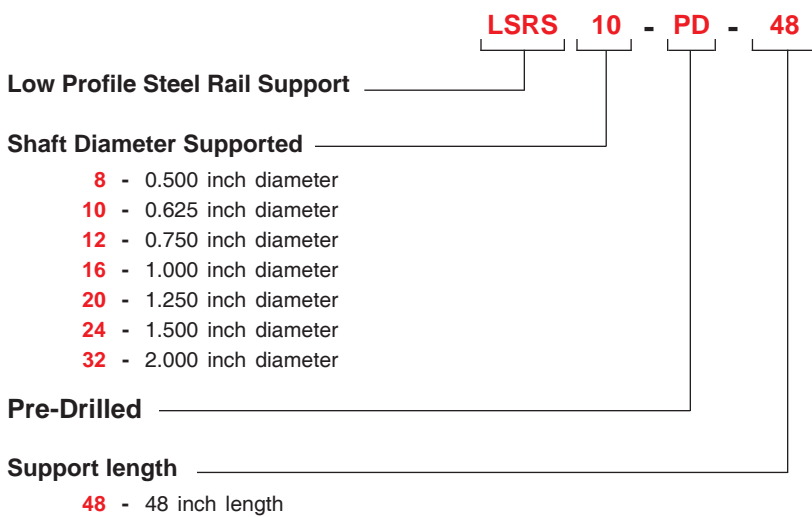 LSRS 10 - PD - 48
Low Profile Steel Rail Support
Shaft Diameter Supported
8 - 0.500 inch diameter
10 - 0.625 inch diameter
12 - 0.750 inch diameter
16 - 1.000 inch diameter
20 - 1.250 inch diameter
24 - 1.500 inch diameter
32 - 2.000 inch diameter
Pre-Drilled
Support length
48 - 48 inch length